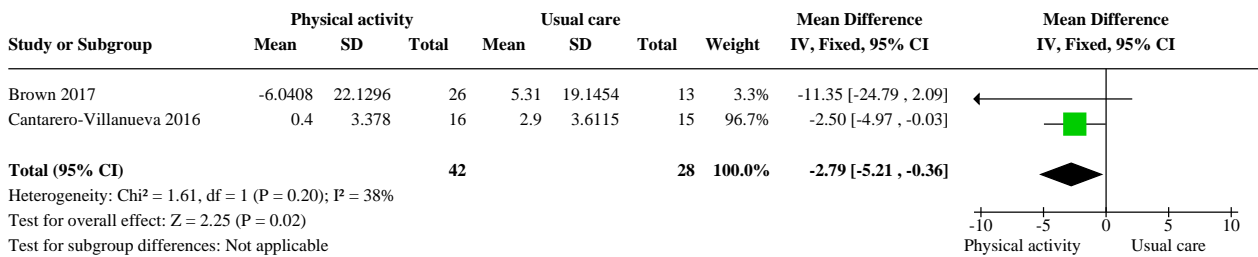 Physical activity Usual care Mean Difference Mean Difference
Study or Subgroup Mean SD Total Mean SD Total Weight IV, Fixed, 95% CI IV, Fixed, 95% CI
Brown 2017 -6.0408 22.1296 26 5.31 19.1454 13 3.3% -11.35 [-24.79 , 2.09]
Cantarero-Villanueva 2016 0.4 3.378 16 2.9 3.6115 15 96.7% -2.50 [-4.97 , -0.03]
Total (95% CI) 42 28 100.0% -2.79 [-5.21 , -0.36]
Heterogeneity: Chi² = 1.61, df = 1 (P = 0.20); I² = 38%
Test for overall effect: Z = 2.25 (P = 0.02) -10 -5 0 5 10
Test for subgroup differences: Not applicable Physical activity Usual care